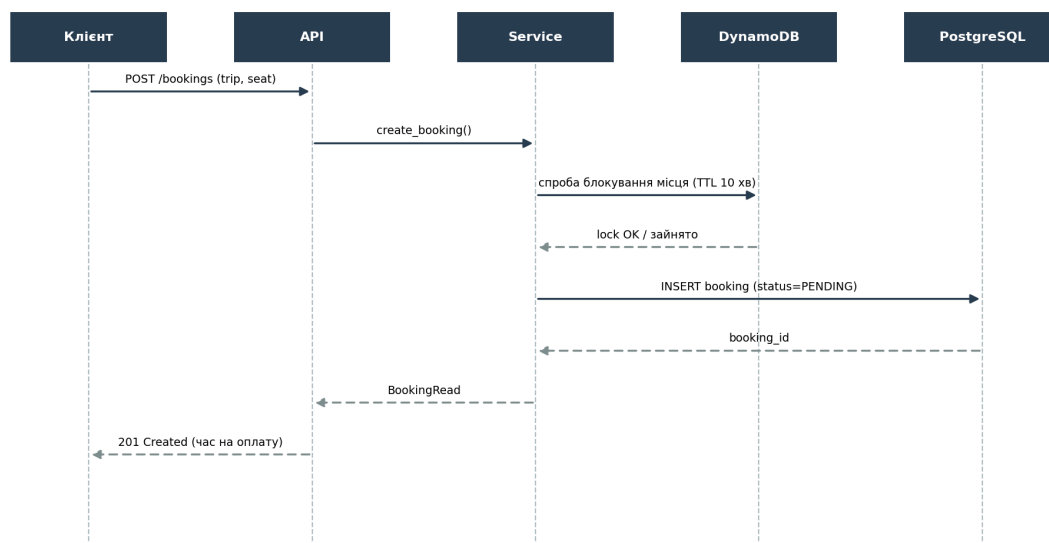 Клієнт
API
Service
DynamoDB
PostgreSQL
POST /bookings (trip, seat)
create_booking()
спроба блокування місця (TTL 10 хв)
lock OK / зайнято
INSERT booking (status=PENDING)
booking_id
BookingRead
201 Created (час на оплату)